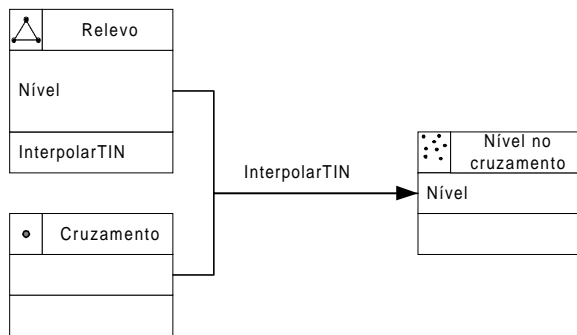 Relevo
Nível
InterpolarTIN
Cruzamento
InterpolarTIN
Nível no
cruzamento
Nível